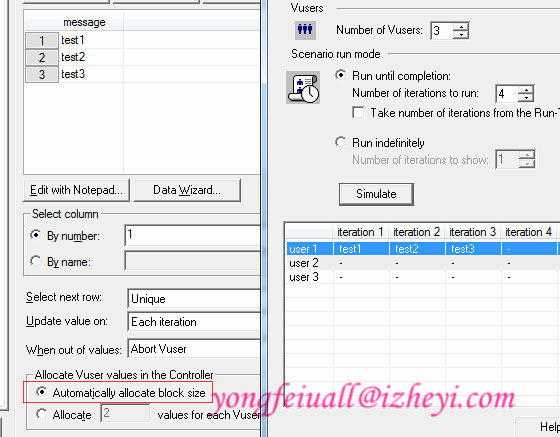 message
1 test1
2 test2
3 test3
Edit with Notepad...
Data Wizard...
Select column
By number:
1
By name:
Select next row:
Unique
Update value on:
Each iteration
When out of values:
Abort Vuser
Allocate Vuser values in the Controller
Automatically allocate block size
Allocate
2
values for each Vuser
Vusers
Number of Vusers:
3
Scenario run mode
Run until completion:
Number of iterations to run:
4
Take number of iterations from the Run-T
Run indefinitely
Number of iterations to show:
1
Simulate
iteration 1 iteration 2 iteration 3 iteration 4
user 1 test1 test2 test3 -
user 2 - - - -
user 3 - - - -
yongfeiuall@izheyi.com
Help